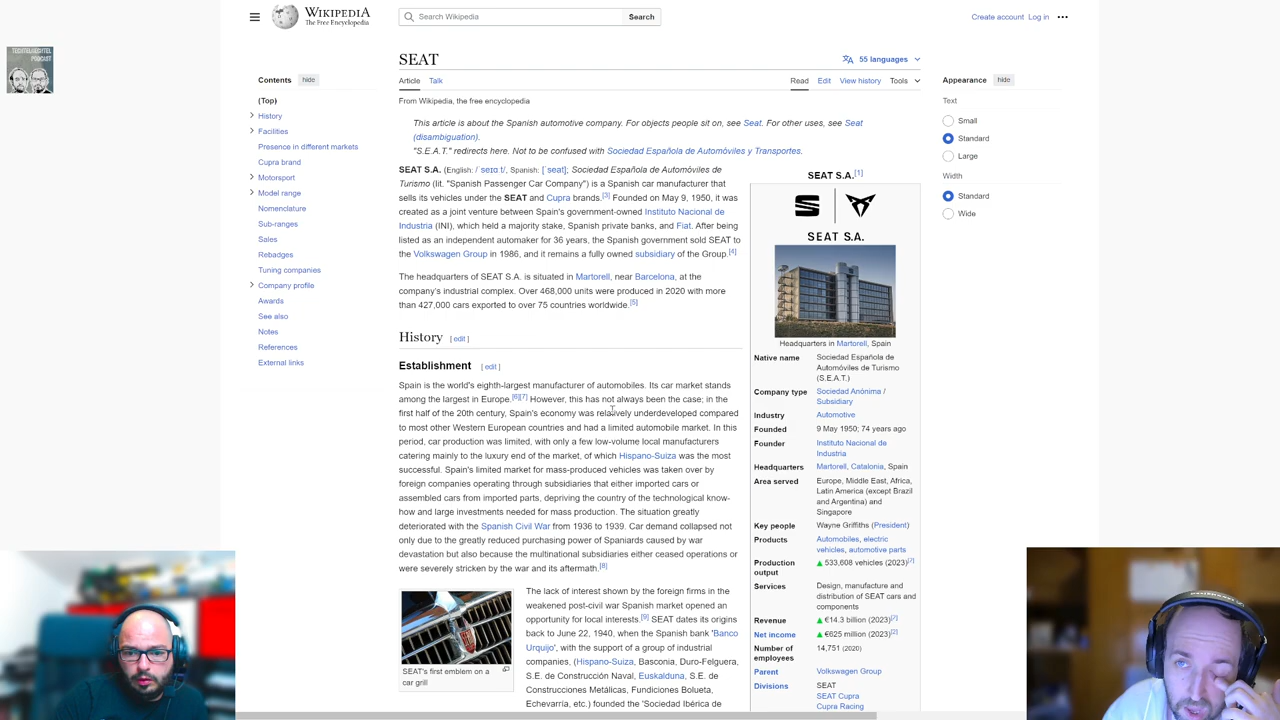 WIKIPEDIA
The Free Encyclopedia
Search Wikipedia
Search
Create account Log in
TEGITELSEGITEL
PODCAST
SEAT
55 languages
Contents hide
(Top)
History
Facilities
Presence in different markets
Cupra brand
Motorsport
Model range
Nomenclature
Sub-ranges
Sales
Rebadges
Tuning companies
Company profile
Awards
See also
Notes
References
External links
Article Talk
Read Edit View history Tools
From Wikipedia, the free encyclopedia
This article is about the Spanish automotive company. For objects people sit on, see Seat. For other uses, see Seat
(disambiguation).
"S.E.A.T." redirects here. Not to be confused with Sociedad Española de Automóviles y Transportes.
SEAT S.A. (English: /ˈseɪɑːt/, Spanish: [ˈseat]; Sociedad Española de Automóviles de
Turismo (lit. "Spanish Passenger Car Company") is a Spanish car manufacturer that
sells its vehicles under the SEAT and Cupra brands.[3] Founded on May 9, 1950, it was
created as a joint venture between Spain's government-owned Instituto Nacional de
Industria (INI), which held a majority stake, Spanish private banks, and Fiat. After being
listed as an independent automaker for 36 years, the Spanish government sold SEAT to
the Volkswagen Group in 1986, and it remains a fully owned subsidiary of the Group.[4]
The headquarters of SEAT S.A. is situated in Martorell, near Barcelona, at the
company's industrial complex. Over 468,000 units were produced in 2020 with more
than 427,000 cars exported to over 75 countries worldwide.[5]
History [ edit ]
Establishment [ edit ]
Spain is the world's eighth-largest manufacturer of automobiles. Its car market stands
among the largest in Europe.[6][7] However, this has not always been the case; in the
first half of the 20th century, Spain's economy was relatively underdeveloped compared
to most other Western European countries and had a limited automobile market. In this
period, car production was limited, with only a few low-volume local manufacturers
catering mainly to the luxury end of the market, of which Hispano-Suiza was the most
successful. Spain's limited market for mass-produced vehicles was taken over by
foreign companies operating through subsidiaries that either imported cars or
assembled cars from imported parts, depriving the country of the technological know-
how and large investments needed for mass production. The situation greatly
deteriorated with the Spanish Civil War from 1936 to 1939. Car demand collapsed not
only due to the greatly reduced purchasing power of Spaniards caused by war
devastation but also because the multinational subsidiaries either ceased operations or
were severely stricken by the war and its aftermath.[8]
SEAT's first emblem on a
car grill
The lack of interest shown by the foreign firms in the
weakened post-civil war Spanish market opened an
opportunity for local interests.[9] SEAT dates its origins
back to June 22, 1940, when the Spanish bank 'Banco
Urquijo', with the support of a group of industrial
companies, (Hispano-Suiza, Basconia, Duro-Felguera,
S.E. de Construcción Naval, Euskalduna, S.E. de
Construcciones Metálicas, Fundiciones Bolueta,
Echevarría, etc.) founded the 'Sociedad Ibérica de
SEAT S.A.[1]
SEAT S.A.
Headquarters in Martorell, Spain
Native name Sociedad Española de
Automóviles de Turismo
(S.E.A.T.)
Company type Sociedad Anónima /
Subsidiary
Industry Automotive
Founded 9 May 1950; 74 years ago
Founder Instituto Nacional de
Industria
Headquarters Martorell, Catalonia, Spain
Area served Europe, Middle East, Africa,
Latin America (except Brazil
and Argentina) and
Singapore
Key people Wayne Griffiths (President)
Products Automobiles, electric
vehicles, automotive parts
Production output 533,608 vehicles (2023)[2]
Services Design, manufacture and
distribution of SEAT cars and
components
Revenue €14.3 billion (2023)[2]
Net income €625 million (2023)[2]
Number of employees 14,751 (2020)
Parent Volkswagen Group
Divisions SEAT
SEAT Cupra
Cupra Racing
Appearance hide
Text
Small
Standard
Large
Width
Standard
Wide